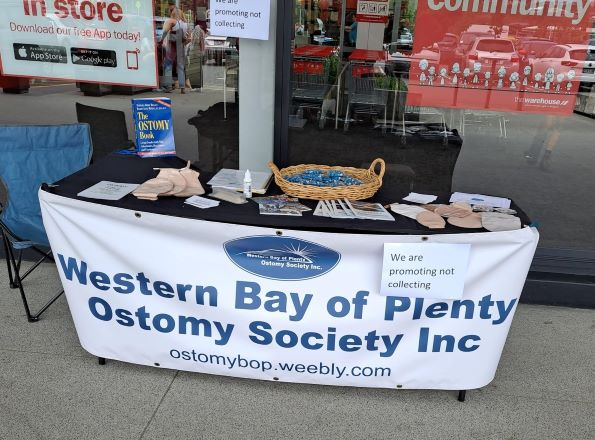 in store
Download our free App today!
App Store
Google play
We are
promoting not
collecting
community
thewarehouse
The
OSTOMY
Book
Western Bay of Plenty
Ostomy Society Inc.
We are
promoting not
collecting
Western Bay of Plenty
Ostomy Society Inc
ostomybop.weebly.com